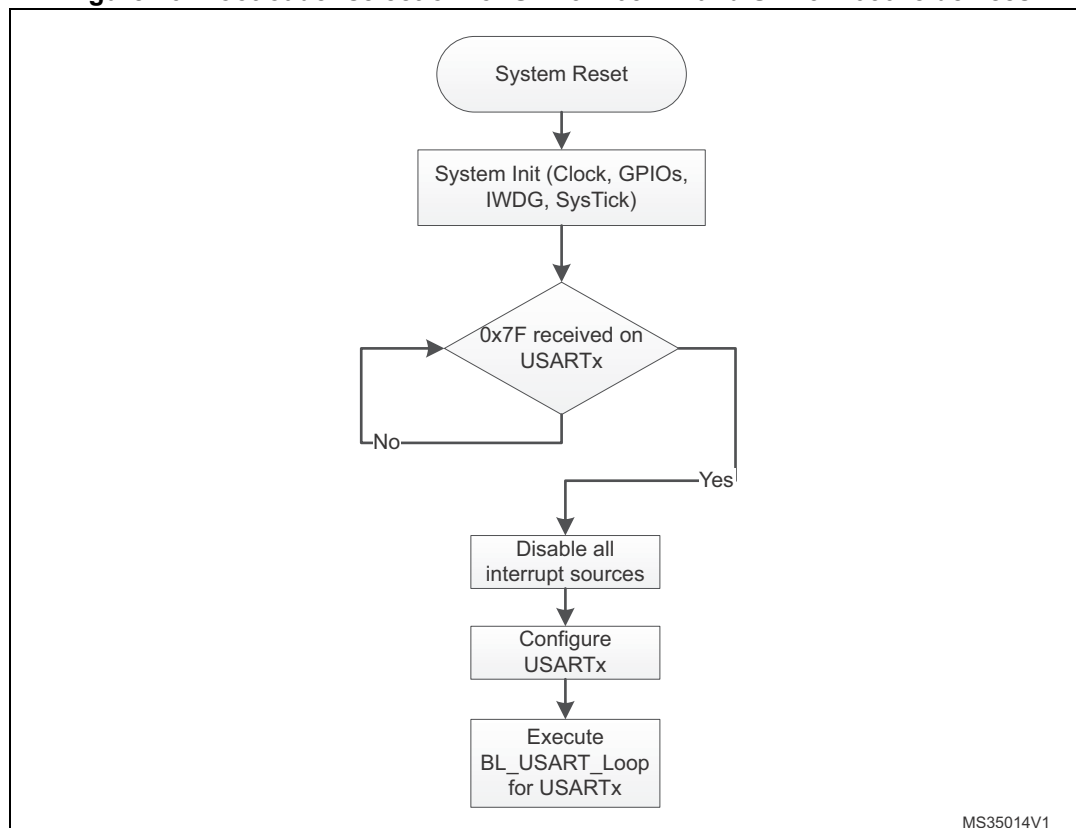 System Reset
System Init (Clock, GPIOs,
IWDG, SysTick)
0x7F received on
USARTx
No
Yes
Disable all
interrupt sources
Configure
USARTx
Execute
BL_USART_Loop
for USARTx
MS35014V1